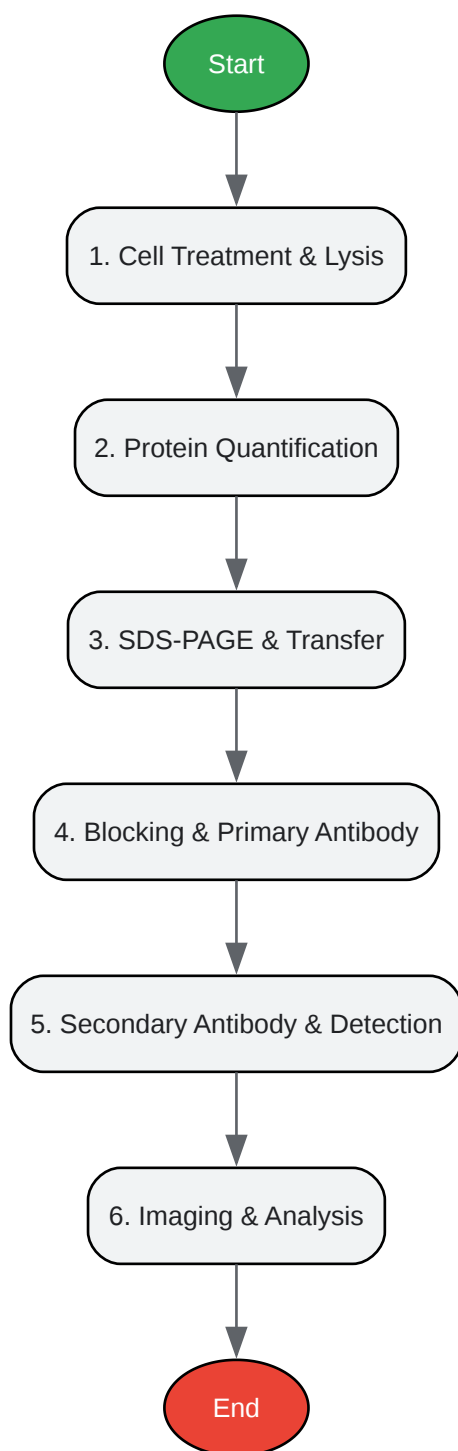 Start
1. Cell Treatment & Lysis
2. Protein Quantification
3. SDS-PAGE & Transfer
4. Blocking & Primary Antibody
5. Secondary Antibody & Detection
6. Imaging & Analysis
End